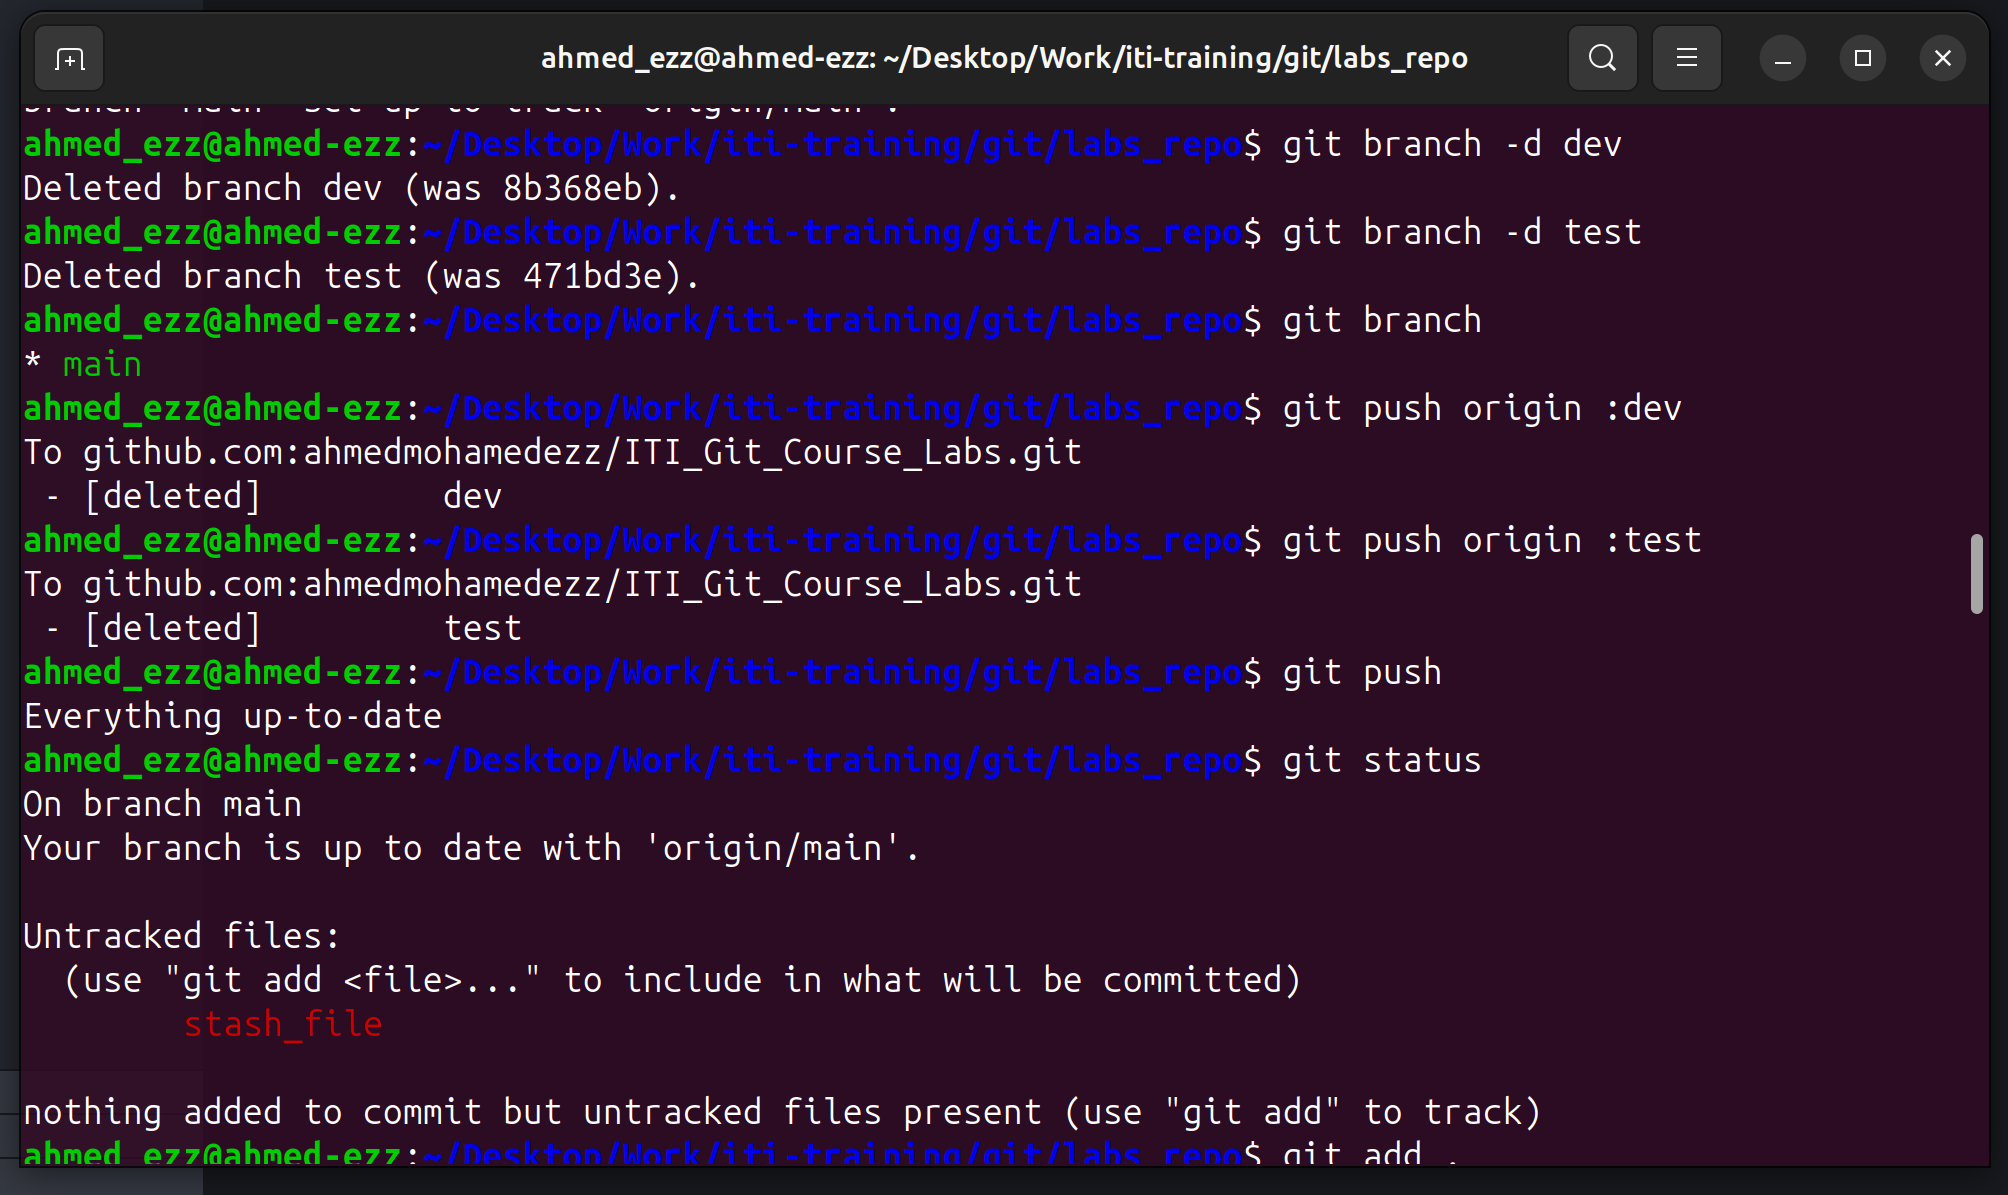 ahmed_ezz@ahmed-ezz: ~/Desktop/Work/iti-training/git/labs_repo
Branch 'main' set up to track 'origin/main'.
ahmed_ezz@ahmed-ezz:~/Desktop/Work/iti-training/git/labs_repo$ git branch -d dev
Deleted branch dev (was 8b368eb).
ahmed_ezz@ahmed-ezz:~/Desktop/Work/iti-training/git/labs_repo$ git branch -d test
Deleted branch test (was 471bd3e).
ahmed_ezz@ahmed-ezz:~/Desktop/Work/iti-training/git/labs_repo$ git branch
* main
ahmed_ezz@ahmed-ezz:~/Desktop/Work/iti-training/git/labs_repo$ git push origin :dev
To github.com:ahmedmohamedezz/ITI_Git_Course_Labs.git
 - [deleted]         dev
ahmed_ezz@ahmed-ezz:~/Desktop/Work/iti-training/git/labs_repo$ git push origin :test
To github.com:ahmedmohamedezz/ITI_Git_Course_Labs.git
 - [deleted]         test
ahmed_ezz@ahmed-ezz:~/Desktop/Work/iti-training/git/labs_repo$ git push
Everything up-to-date
ahmed_ezz@ahmed-ezz:~/Desktop/Work/iti-training/git/labs_repo$ git status
On branch main
Your branch is up to date with 'origin/main'.
Untracked files:
  (use "git add <file>..." to include in what will be committed)
        stash_file
nothing added to commit but untracked files present (use "git add" to track)
ahmed_ezz@ahmed-ezz:~/Desktop/Work/iti-training/git/labs_repo$ git add .